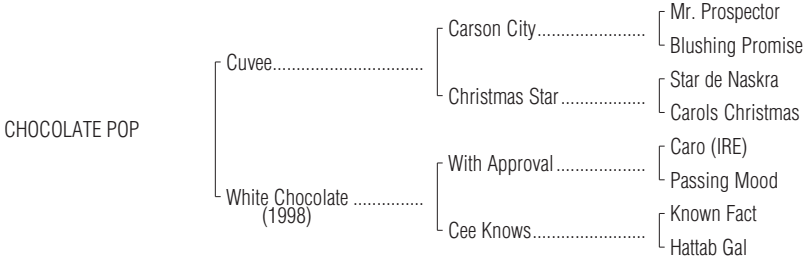 Mr. Prospector
Carson City.......................
Blushing Promise
Cuvee................................
Star de Naskra
Christmas Star..................
Carols Christmas
CHOCOLATE POP
Caro (IRE)
With Approval...................
Passing Mood
White Chocolate ...............
(1998)
Known Fact
Cee Knows........................
Hattab Gal